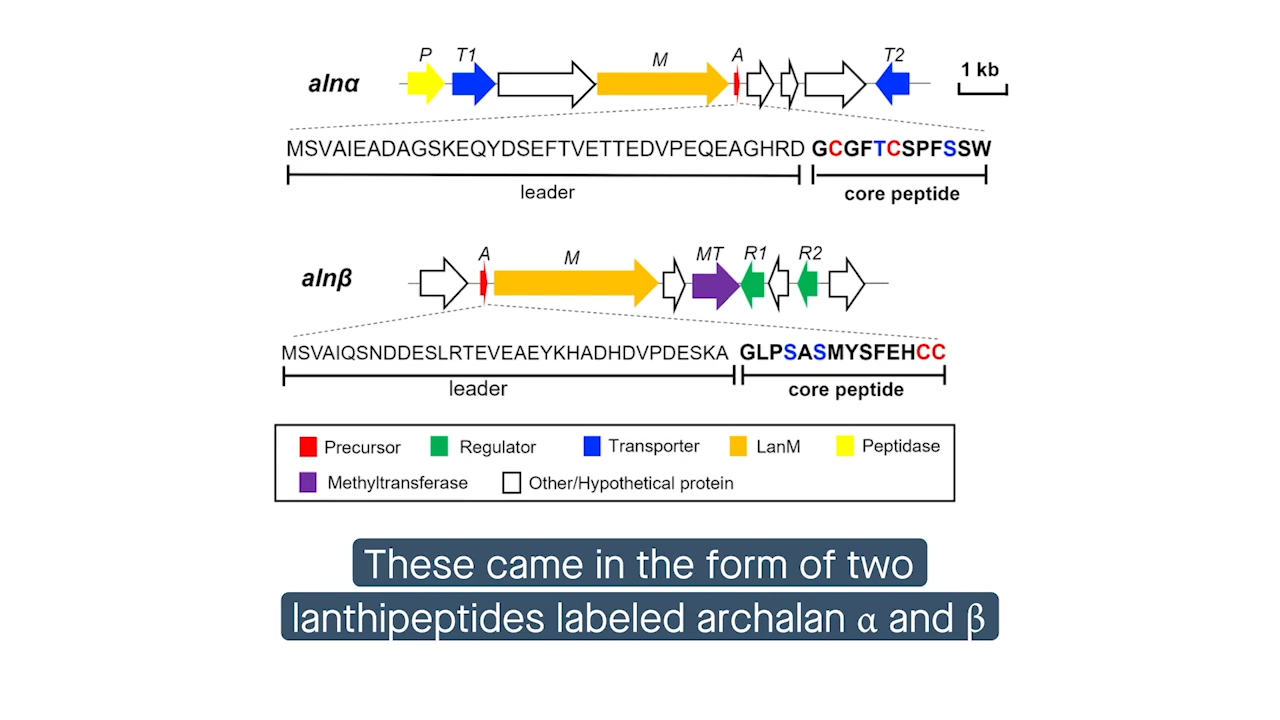 P T1 M A T2
alnα
1 kb
MSVAIEADAGSKEQYDSEFTVETTEDVPEQEAGHRD GCGFTCSPFSSW
leader core peptide
A M MT R1 R2
alnβ
MSVAIQSNDDESLRTEVEAEYKHADHDVPDESKA GLPSASMYSFEHCC
leader core peptide
Precursor Regulator Transporter LanM Peptidase
Methyltransferase Other/Hypothetical protein
These came in the form of two
lanthipeptides labeled archalan α and β